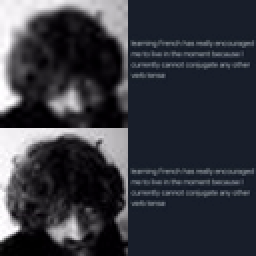 learning French has really encouraged
me to live in the moment because I
currently cannot conjugate any other
verb tense
learning French has really encouraged
me to live in the moment because I
currently cannot conjugate any other
verb tense